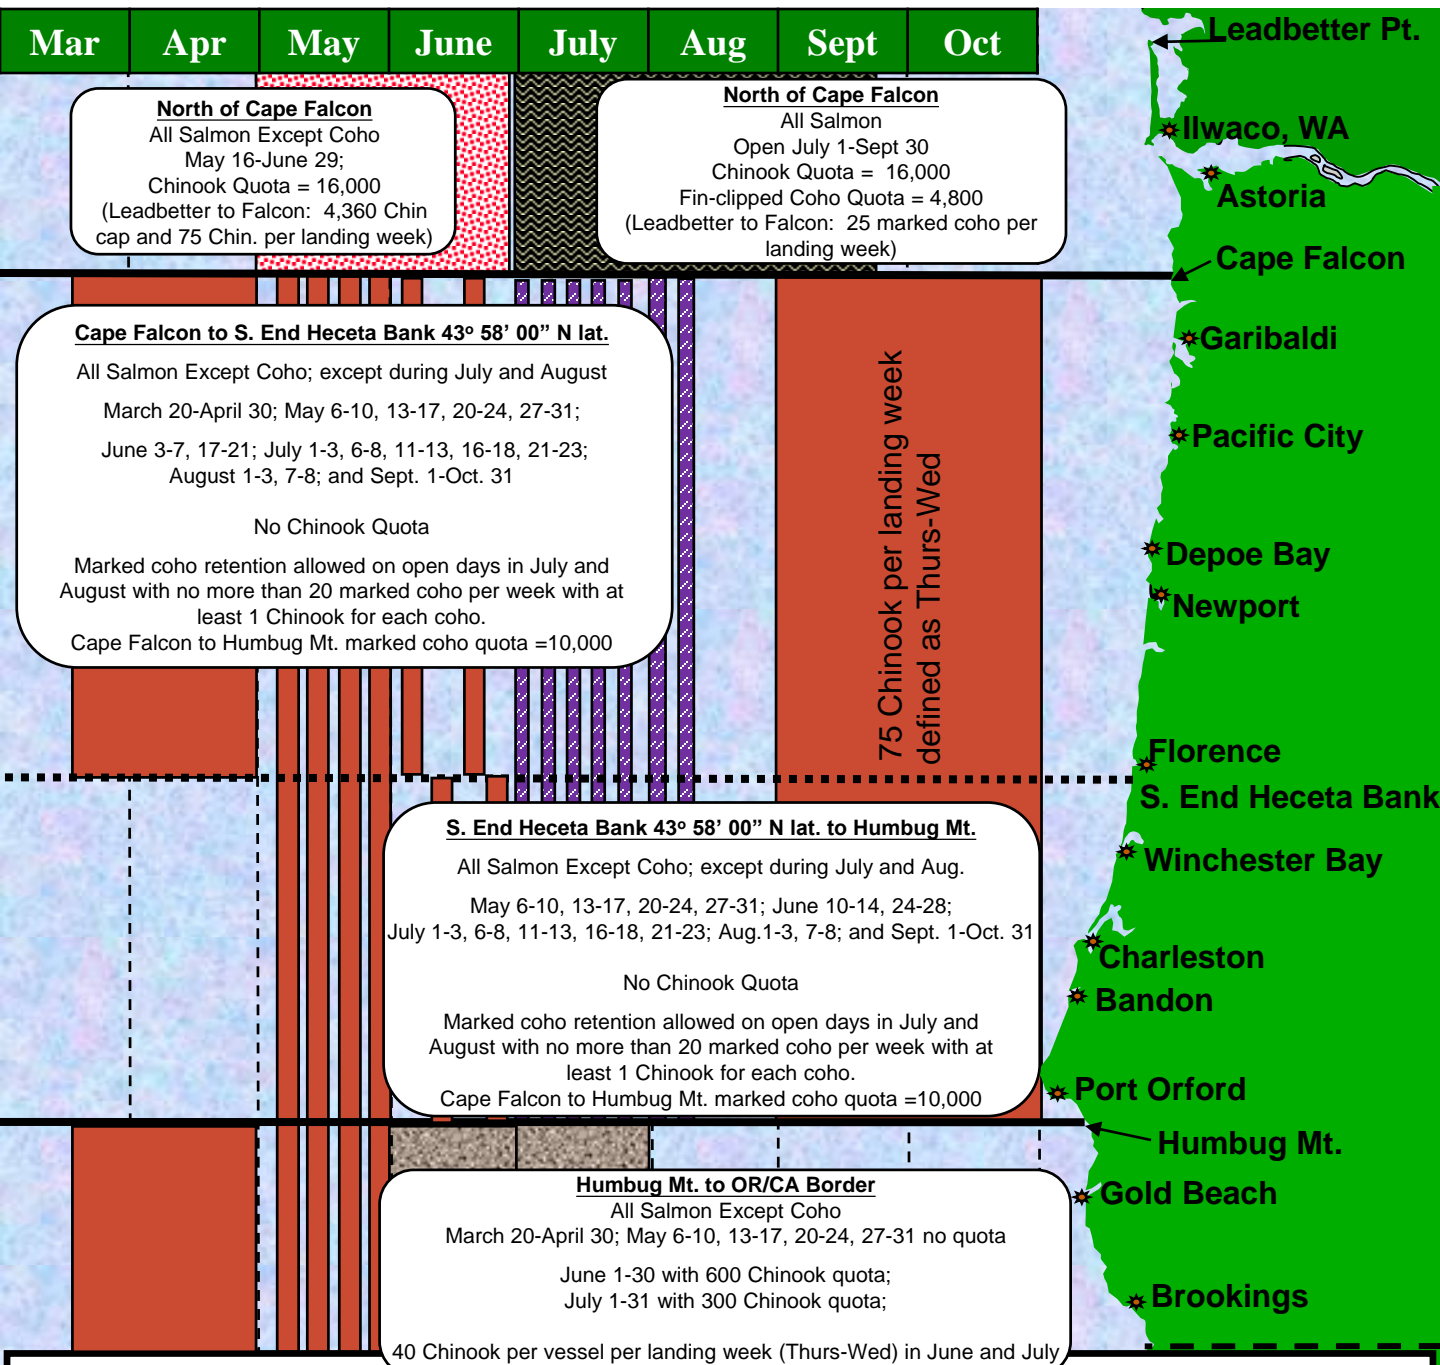 Mar Apr May June July Aug Sept Oct
North of Cape Falcon
All Salmon Except Coho
May 16-June 29;
Chinook Quota = 16,000
(Leadbetter to Falcon: 4,360 Chin
cap and 75 Chin. per landing week)
North of Cape Falcon
All Salmon
Open July 1-Sept 30
Chinook Quota = 16,000
Fin-clipped Coho Quota = 4,800
(Leadbetter to Falcon: 25 marked coho per
landing week)
Leadbetter Pt.
Ilwaco, WA
Astoria
Cape Falcon
Garibaldi
Pacific City
Depoe Bay
Newport
Florence
S. End Heceta Bank
Winchester Bay
Charleston
Bandon
Port Orford
Humbug Mt.
Gold Beach
Brookings
Cape Falcon to S. End Heceta Bank 43º 58' 00" N lat.
All Salmon Except Coho; except during July and August
March 20-April 30; May 6-10, 13-17, 20-24, 27-31;
June 3-7, 17-21; July 1-3, 6-8, 11-13, 16-18, 21-23;
August 1-3, 7-8; and Sept. 1-Oct. 31
No Chinook Quota
Marked coho retention allowed on open days in July and
August with no more than 20 marked coho per week with at
least 1 Chinook for each coho.
Cape Falcon to Humbug Mt. marked coho quota =10,000
75 Chinook per landing week
defined as Thurs-Wed
S. End Heceta Bank 43º 58' 00" N lat. to Humbug Mt.
All Salmon Except Coho; except during July and Aug.
May 6-10, 13-17, 20-24, 27-31; June 10-14, 24-28;
July 1-3, 6-8, 11-13, 16-18, 21-23; Aug.1-3, 7-8; and Sept. 1-Oct. 31
No Chinook Quota
Marked coho retention allowed on open days in July and
August with no more than 20 marked coho per week with at
least 1 Chinook for each coho.
Cape Falcon to Humbug Mt. marked coho quota =10,000
Humbug Mt. to OR/CA Border
All Salmon Except Coho
March 20-April 30; May 6-10, 13-17, 20-24, 27-31 no quota
June 1-30 with 600 Chinook quota;
July 1-31 with 300 Chinook quota;
40 Chinook per vessel per landing week (Thurs-Wed) in June and July